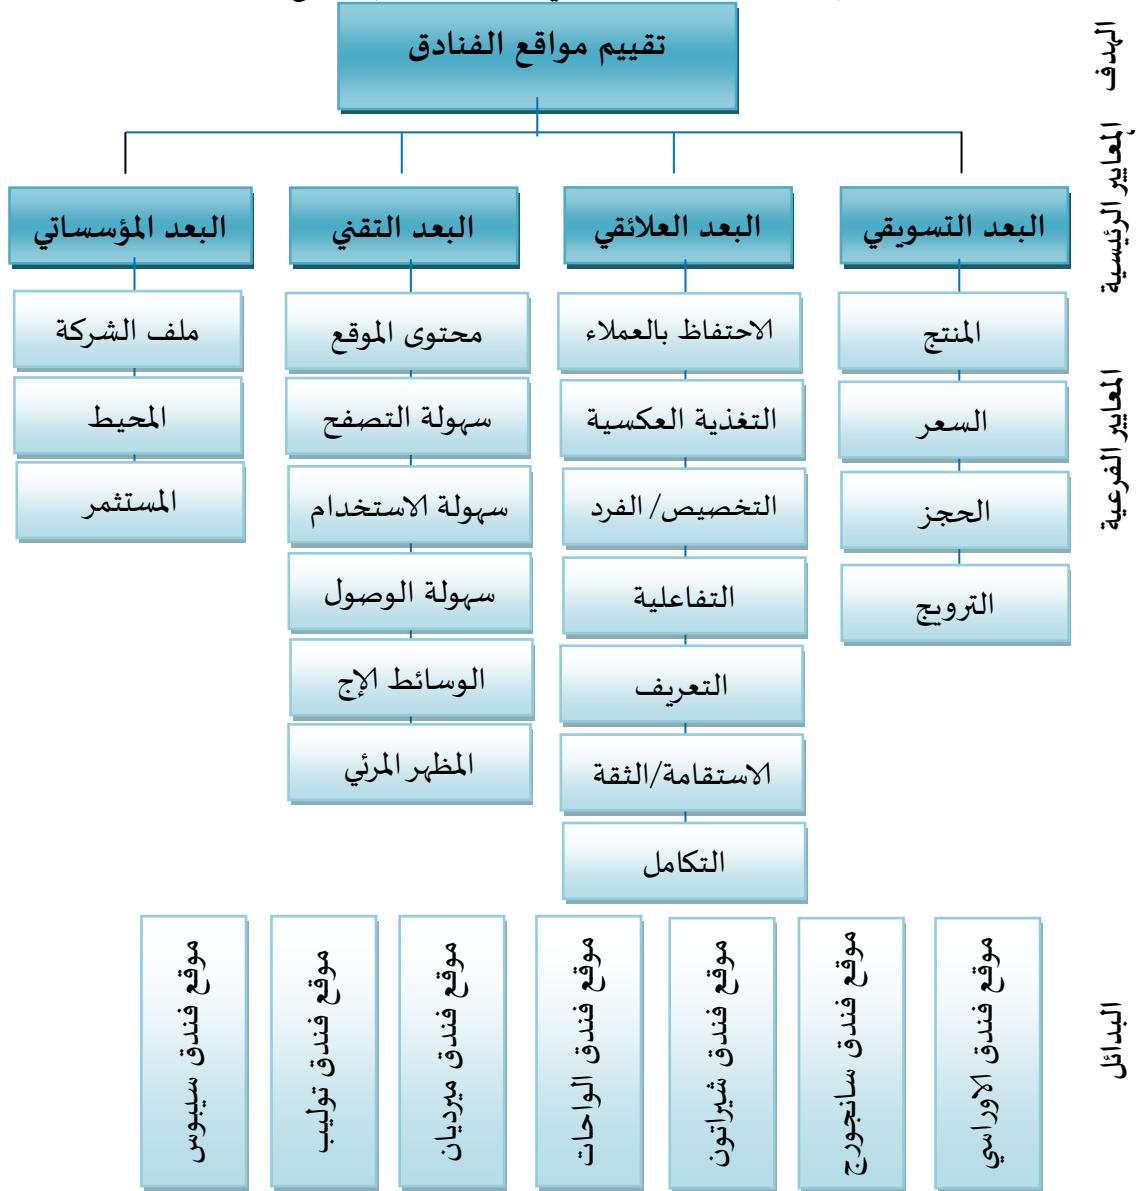 تقييم مواقع الفنادق
الهدف
المعايير الرئيسية
البعد التسويقي
البعد العلائقي
البعد التقني
البعد المؤسساتي
المعايير الفرعية
المنتج
السعر
الحجز
الترويج
الاحتفاظ بالعملاء
التغذية العكسية
التخصيص/ الفرد
التفاعلية
التعريف
الاستقامة/الثقة
التكامل
محتوى الموقع
سهولة التصفح
سهولة الاستخدام
سهولة الوصول
الوسائط الإج
المظهر المرئي
ملف الشركة
المحيط
المستثمر
البدائل
موقع فندق الاوراسي
موقع فندق سانجورج
موقع فندق شيراتون
موقع فندق الواحات
موقع فندق ميرديان
موقع فندق توليب
موقع فندق سيبوس